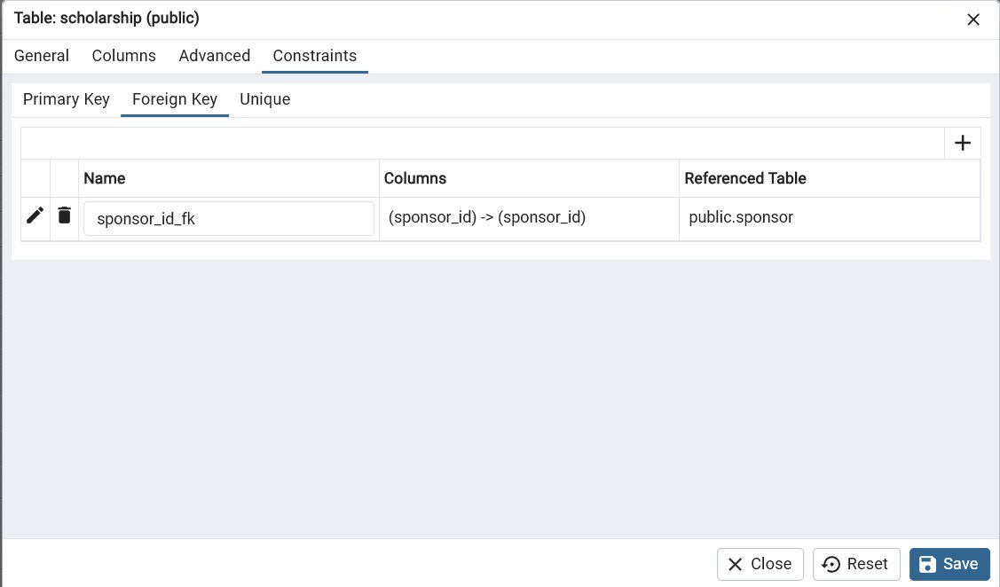 Table: scholarship (public)
General Columns Advanced Constraints
Primary Key Foreign Key Unique
Name Columns Referenced Table
sponsor_id_fk (sponsor_id) -> (sponsor_id) public.sponsor
Close Reset Save